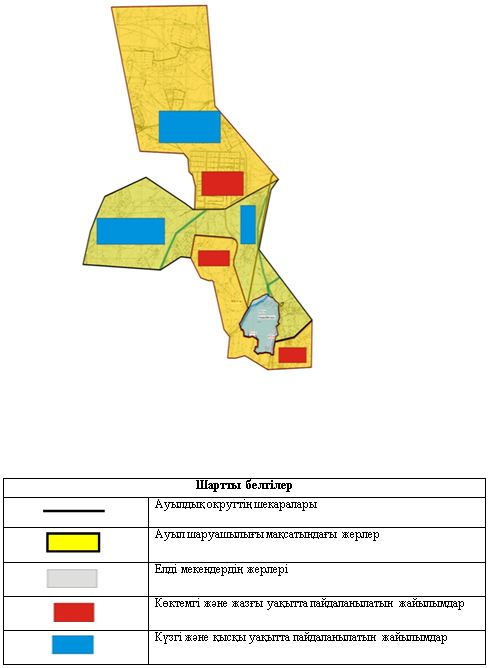 Шартты белгілер
Ауылдық округтің шекаралары
Ауыл шаруашылығы мақсатындағы жерлер
Елді мекендердің жерлері
Көктемгі және жазғы уақытта пайдаланылатын жайылымдар
Күзгі және қысқы уақытта пайдаланылатын жайылымдар